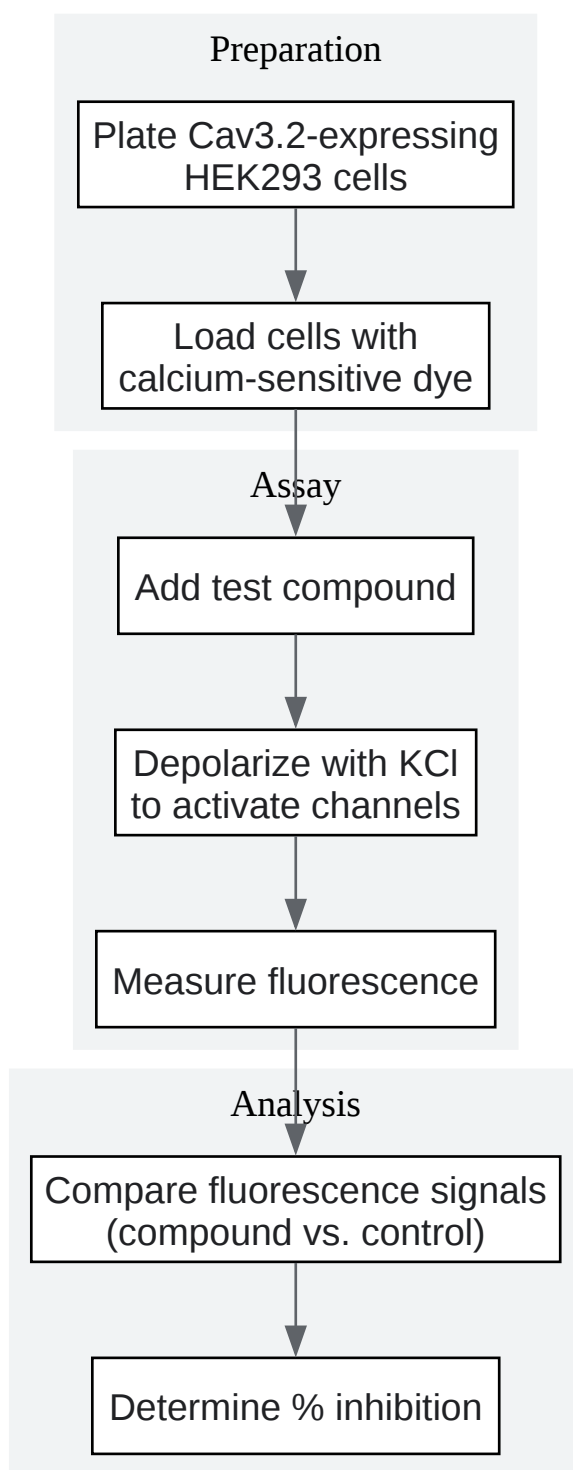 Preparation
Plate Cav3.2-expressing
HEK293 cells
Load cells with
calcium-sensitive dye
Assay
Add test compound
Depolarize with KCl
to activate channels
Measure fluorescence
Analysis
Compare fluorescence signals
(compound vs. control)
Determine % inhibition